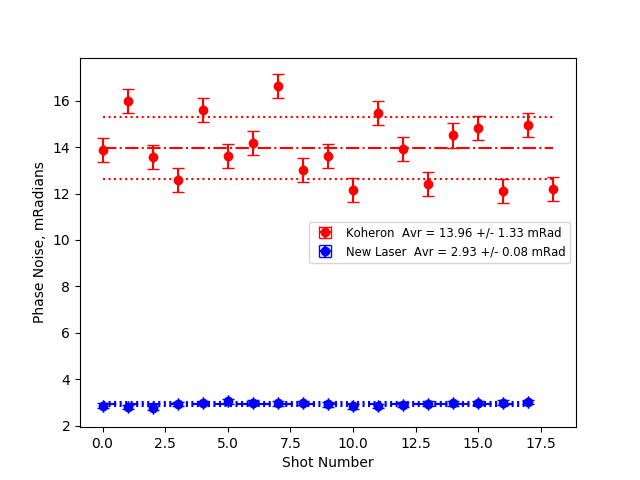 16
14
12
10
8
6
4
2
Phase Noise, mRadians
Koheron  Avr = 13.96 +/- 1.33 mRad
New Laser  Avr = 2.93 +/- 0.08 mRad
0.0 2.5 5.0 7.5 10.0 12.5 15.0 17.5
Shot Number